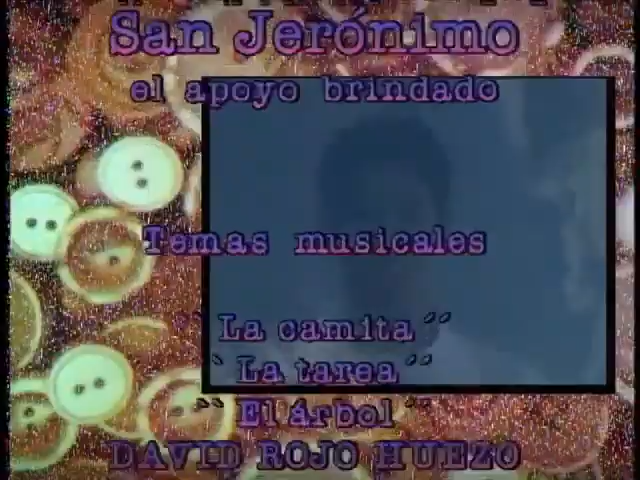 San Jerónimo
el apoyo brindado
Temas musicales
``La camita´´
``La tarea´´
``El árbol´´
DAVID ROJO HUEZO